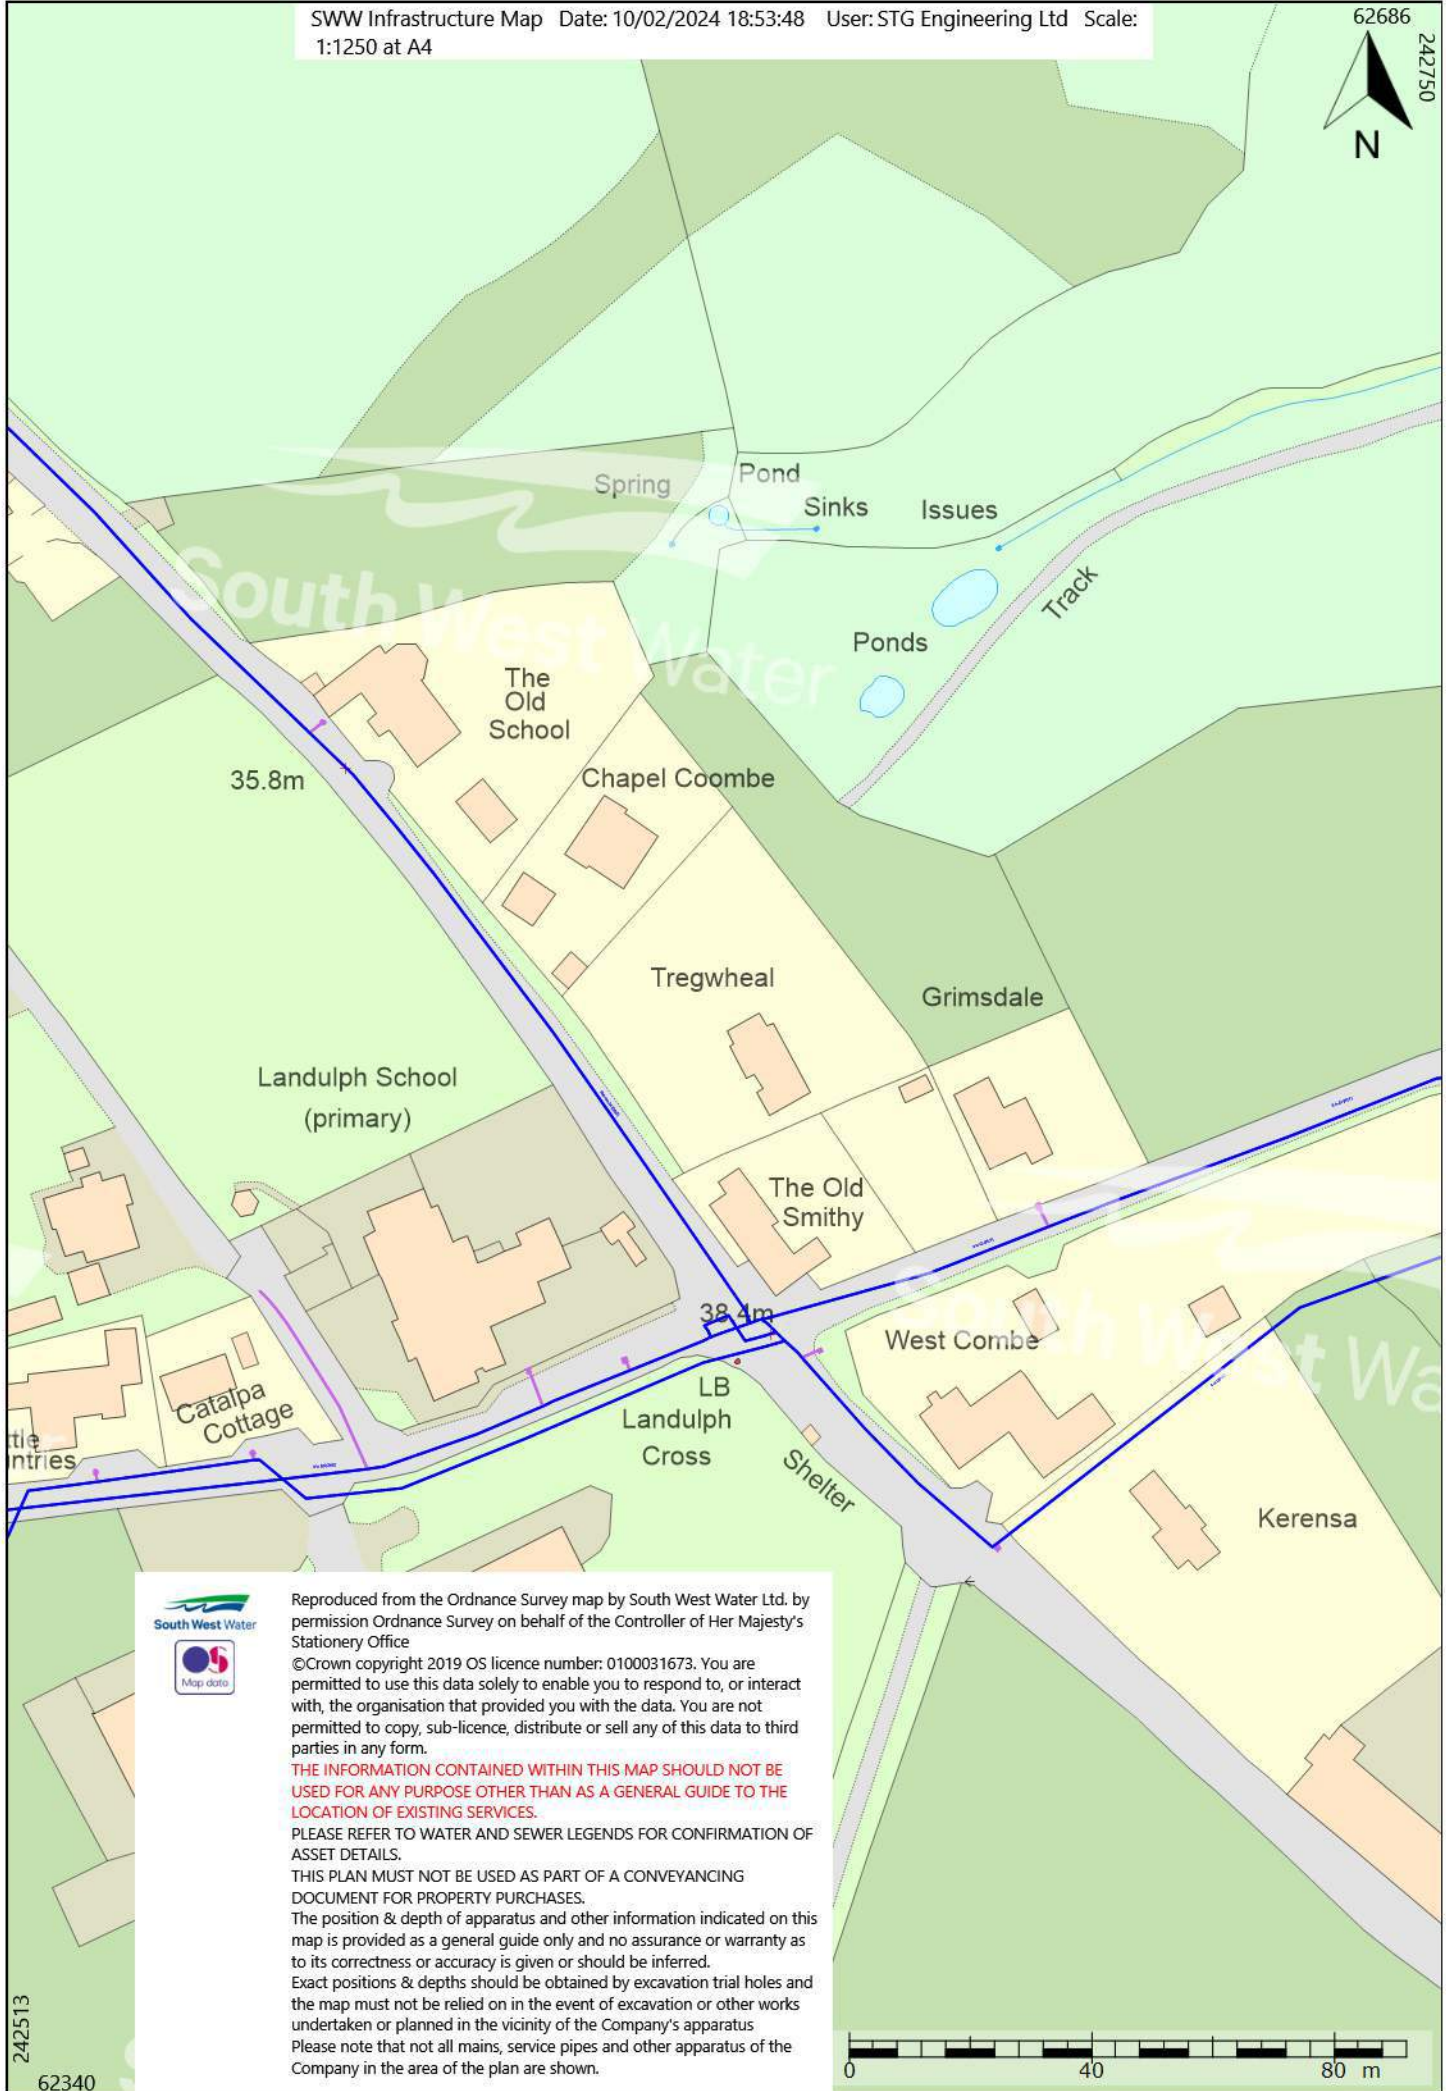 SWW Infrastructure Map Date: 10/02/2024 18:53:48 User: STG Engineering Ltd Scale:
1:1250 at A4
62686
242750
N
Spring
Pond
Sinks
Issues
South West Water
Track
Ponds
The
Old
School
35.8m
Chapel Coombe
Tregwheal
Grimsdale
Landulph School
(primary)
The Old
Smithy
38.4m
South West Wa
West Combe
LB
Landulph
Cross
Catalpa
Cottage
ttle
untries
Shelter
Kerensa
South West Water
OS
Map data
Reproduced from the Ordnance Survey map by South West Water Ltd. by
permission Ordnance Survey on behalf of the Controller of Her Majesty's
Stationery Office
©Crown copyright 2019 OS licence number: 0100031673. You are
permitted to use this data solely to enable you to respond to, or interact
with, the organisation that provided you with the data. You are not
permitted to copy, sub-licence, distribute or sell any of this data to third
parties in any form.
THE INFORMATION CONTAINED WITHIN THIS MAP SHOULD NOT BE
USED FOR ANY PURPOSE OTHER THAN AS A GENERAL GUIDE TO THE
LOCATION OF EXISTING SERVICES.
PLEASE REFER TO WATER AND SEWER LEGENDS FOR CONFIRMATION OF
ASSET DETAILS.
THIS PLAN MUST NOT BE USED AS PART OF A CONVEYANCING
DOCUMENT FOR PROPERTY PURCHASES.
The position & depth of apparatus and other information indicated on this
map is provided as a general guide only and no assurance or warranty as
to its correctness or accuracy is given or should be inferred.
Exact positions & depths should be obtained by excavation trial holes and
the map must not be relied on in the event of excavation or other works
undertaken or planned in the vicinity of the Company's apparatus
Please note that not all mains, service pipes and other apparatus of the
Company in the area of the plan are shown.
242513
62340
0 40 80 m